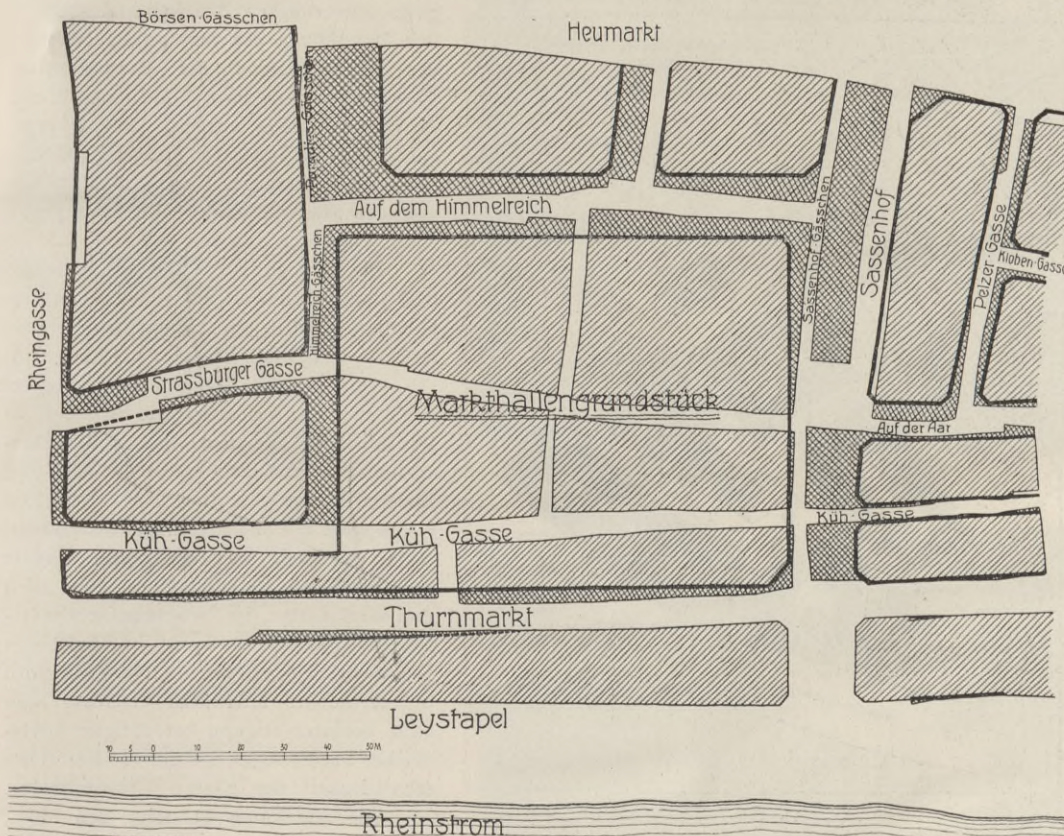 Börsen-Gässchen
Heumarkt
Auf dem Himmelreich
Himmelreich Gässchen
Sassenhof Gässchen
Sassenhof
Pelzer-Gasse
Kloben-Gasse
Rheingasse
Strassburger Gasse
Markthallengrundstück
Auf der Aar
Küh-Gasse
Küh-Gasse
Küh-Gasse
Thurnmarkt
Leystapel
10 5 0 10 20 30 40 50M
Rheinstrom